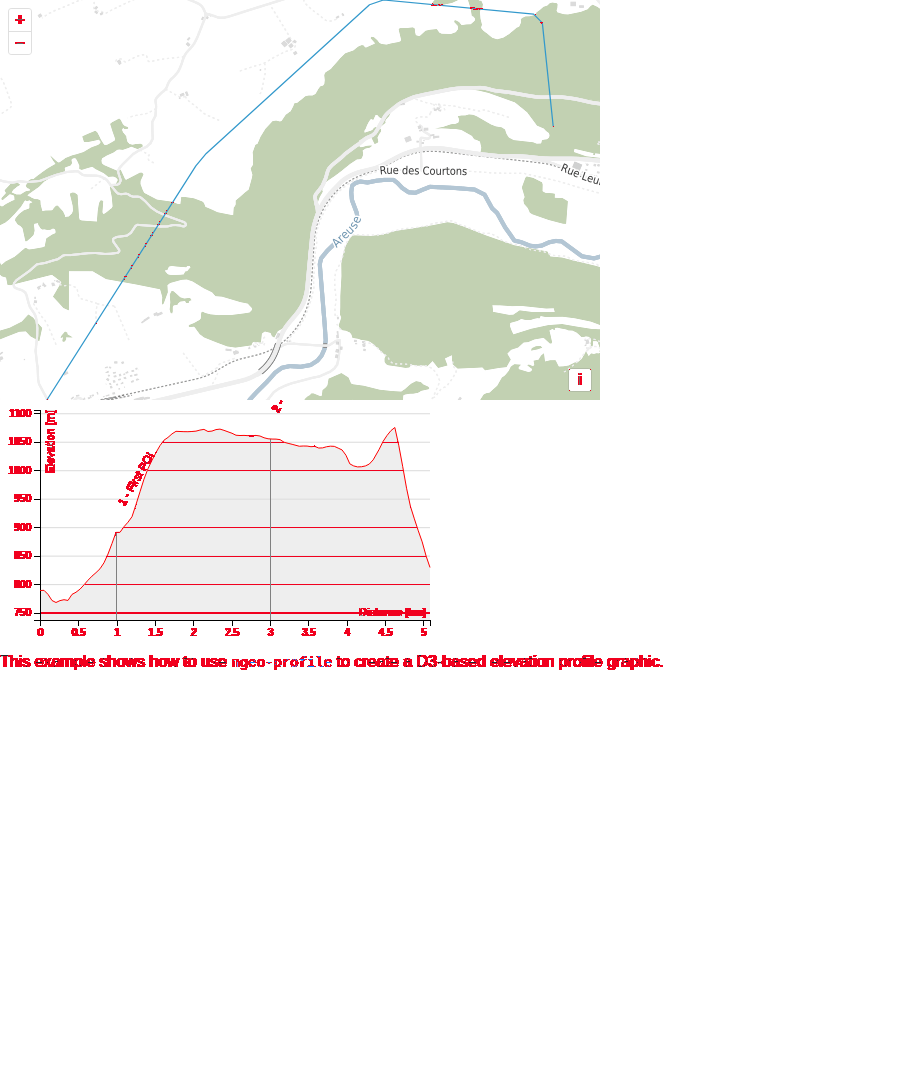 +
−
Rue des Courtons
Rue Leu
Areuse
i
1100
Elevation [m]
1050
1000
950
900
850
800
750
1 - First POI
2 -
Distance [km]
0 0.5 1 1.5 2 2.5 3 3.5 4 4.5 5
This example shows how to use ngeo-profile to create a D3-based elevation profile graphic.